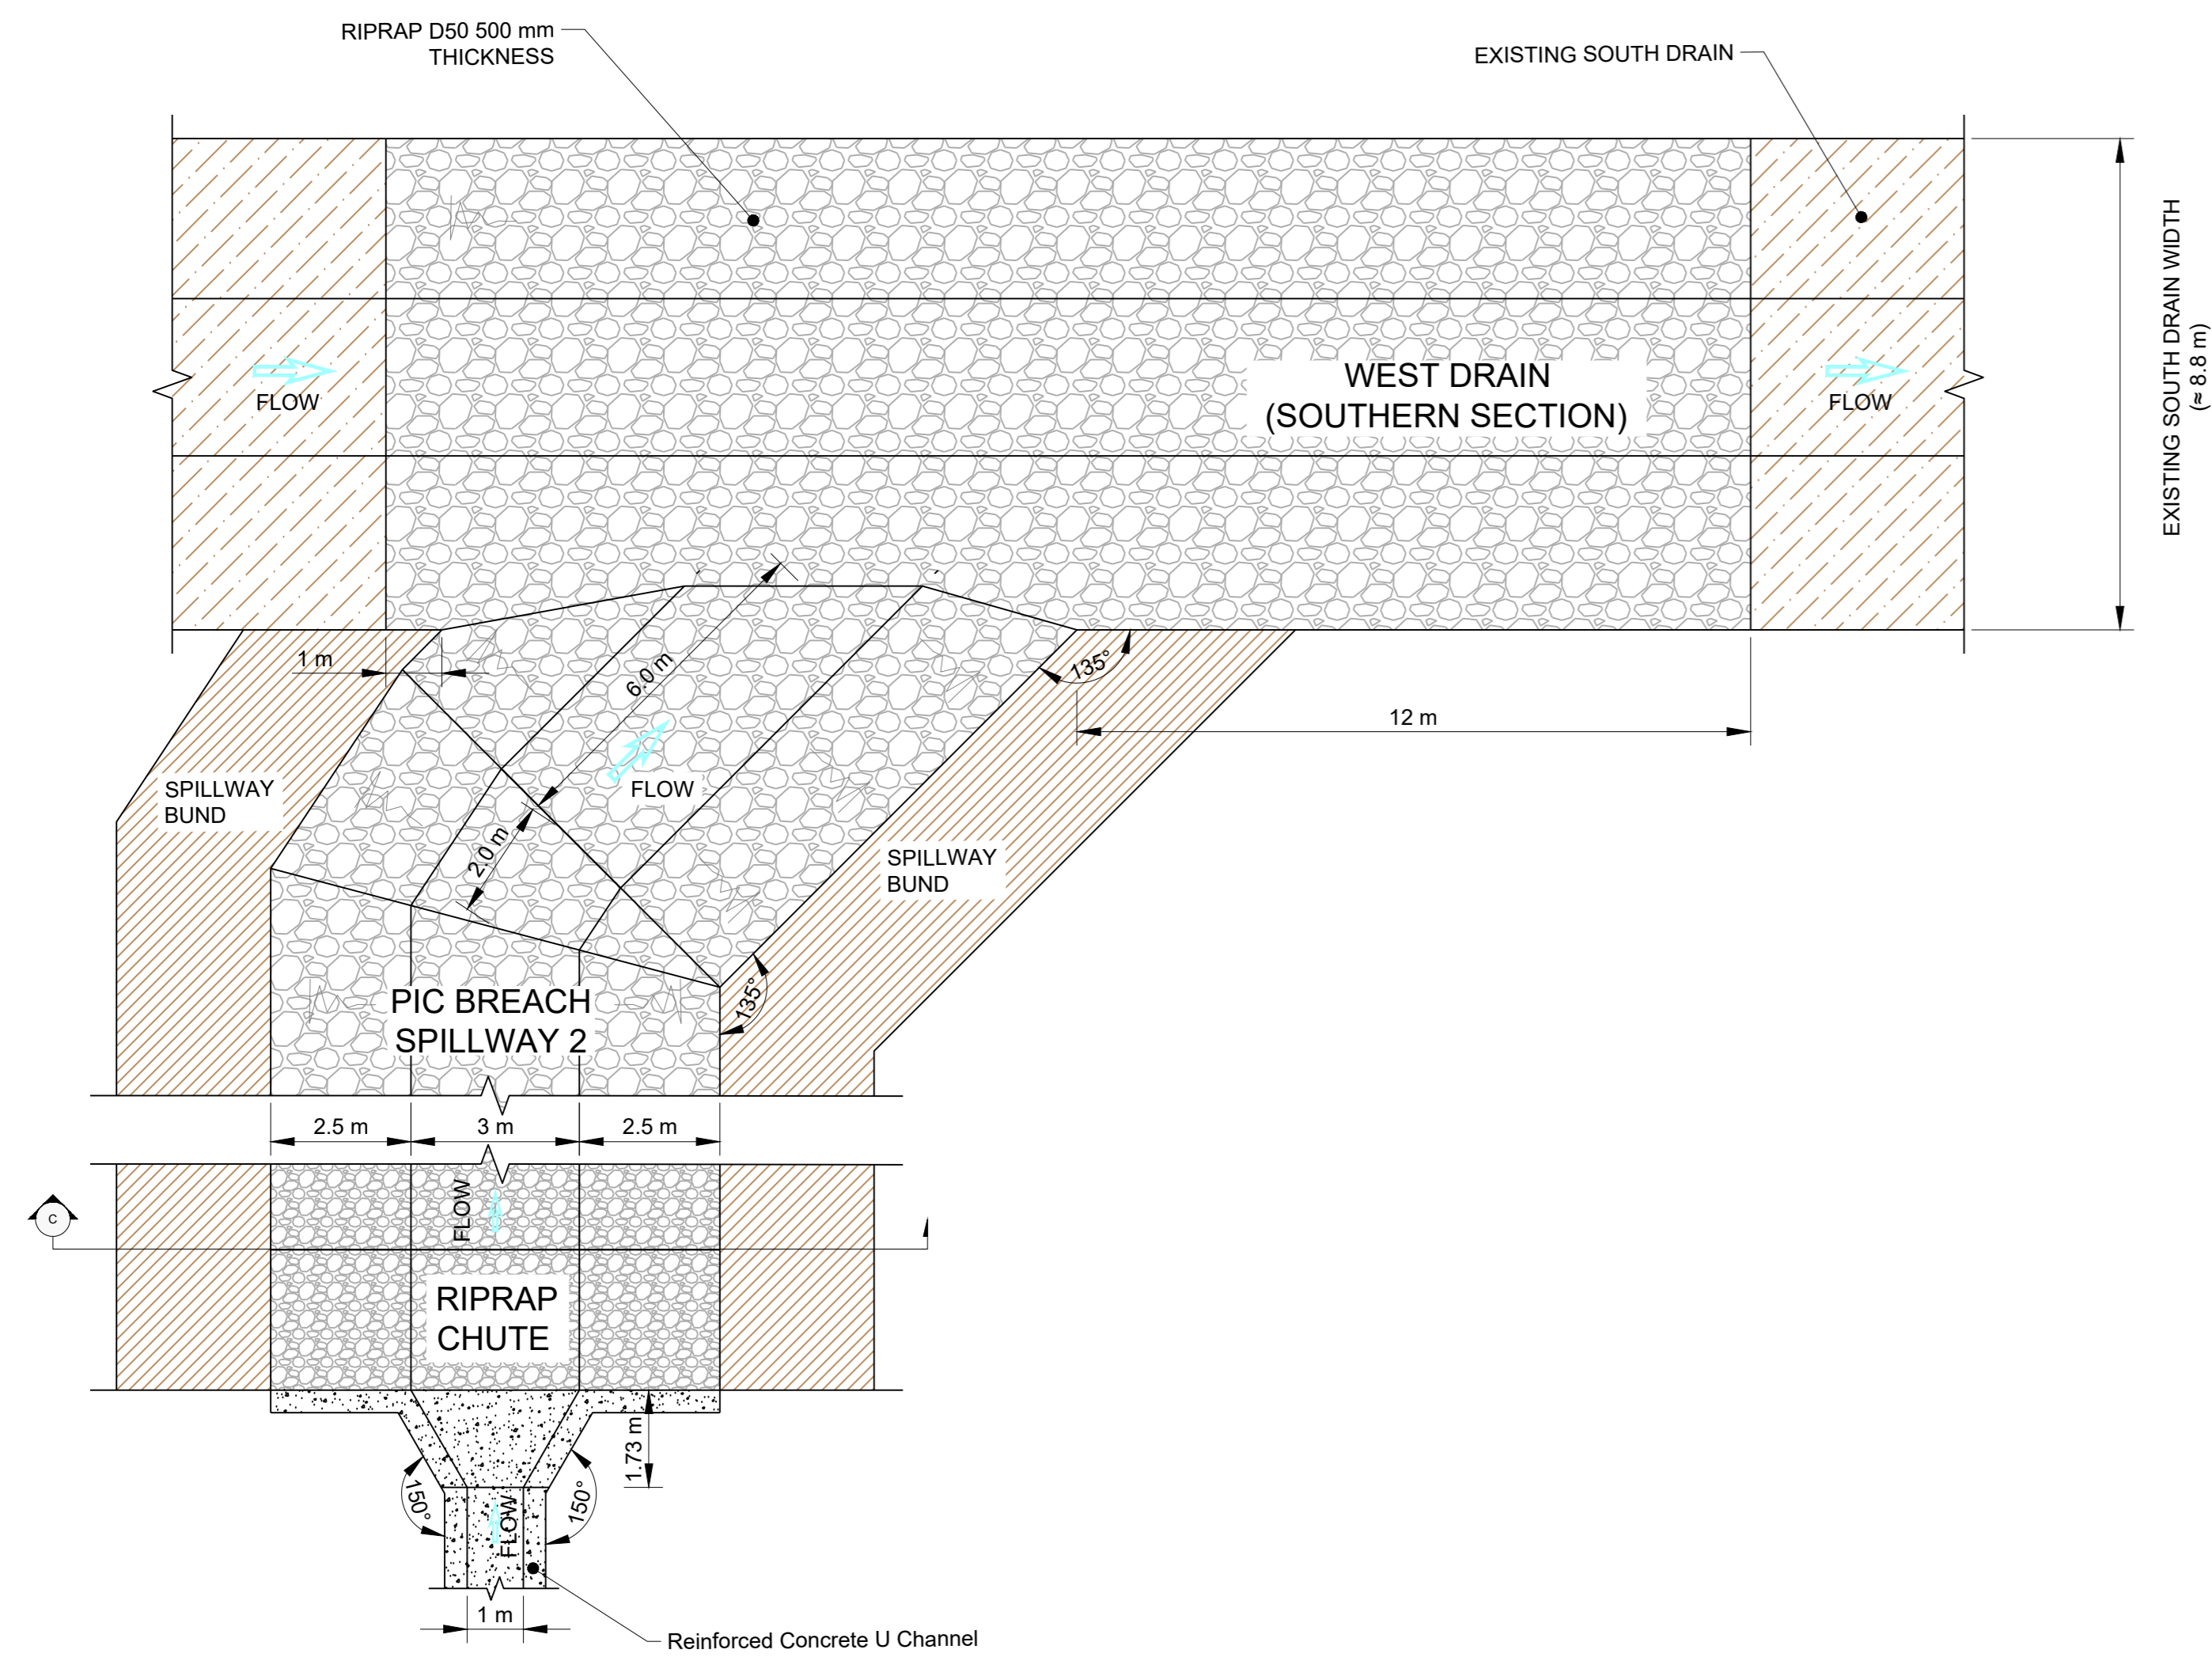 RIPRAP D50 500 mm
THICKNESS
EXISTING SOUTH DRAIN
EXISTING SOUTH DRAIN WIDTH
(≈ 8.8 m)
WEST DRAIN
(SOUTHERN SECTION)
FLOW
FLOW
1 m
6.0 m
135°
12 m
SPILLWAY
BUND
FLOW
2.0 m
SPILLWAY
BUND
135°
PIC BREACH
SPILLWAY 2
2.5 m
3 m
2.5 m
FLOW
C
RIPRAP
CHUTE
1.73 m
150°
150°
FLOW
1 m
Reinforced Concrete U Channel